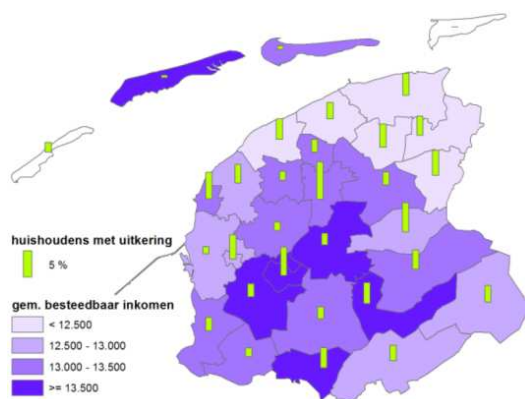 huishoudens met uitkering
5 %
gem. besteedbaar inkomen
< 12.500
12.500 - 13.000
13.000 - 13.500
>= 13.500